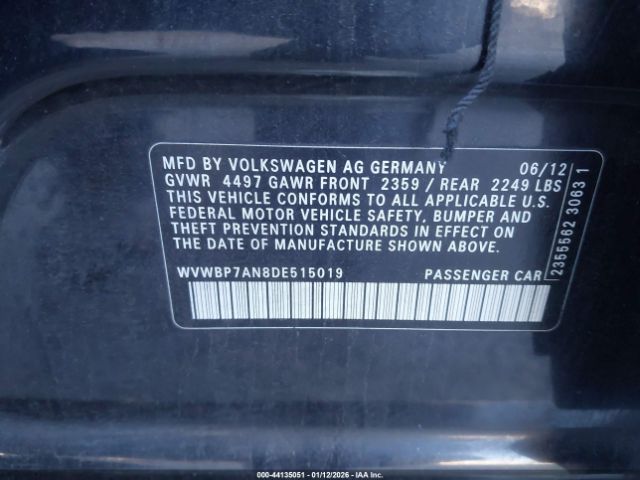 MFD BY VOLKSWAGEN AG GERMANY 06/12
GVWR 4497 GAWR FRONT 2359 / REAR 2249 LBS
THIS VEHICLE CONFORMS TO ALL APPLICABLE U.S.
FEDERAL MOTOR VEHICLE SAFETY, BUMPER AND
THEFT PREVENTION STANDARDS IN EFFECT ON
THE DATE OF MANUFACTURE SHOWN ABOVE.
WVWBP7AN8DE515019 PASSENGER CAR
2355562 3063 1
000-44135051 - 01/12/2026 - IAAI.COM